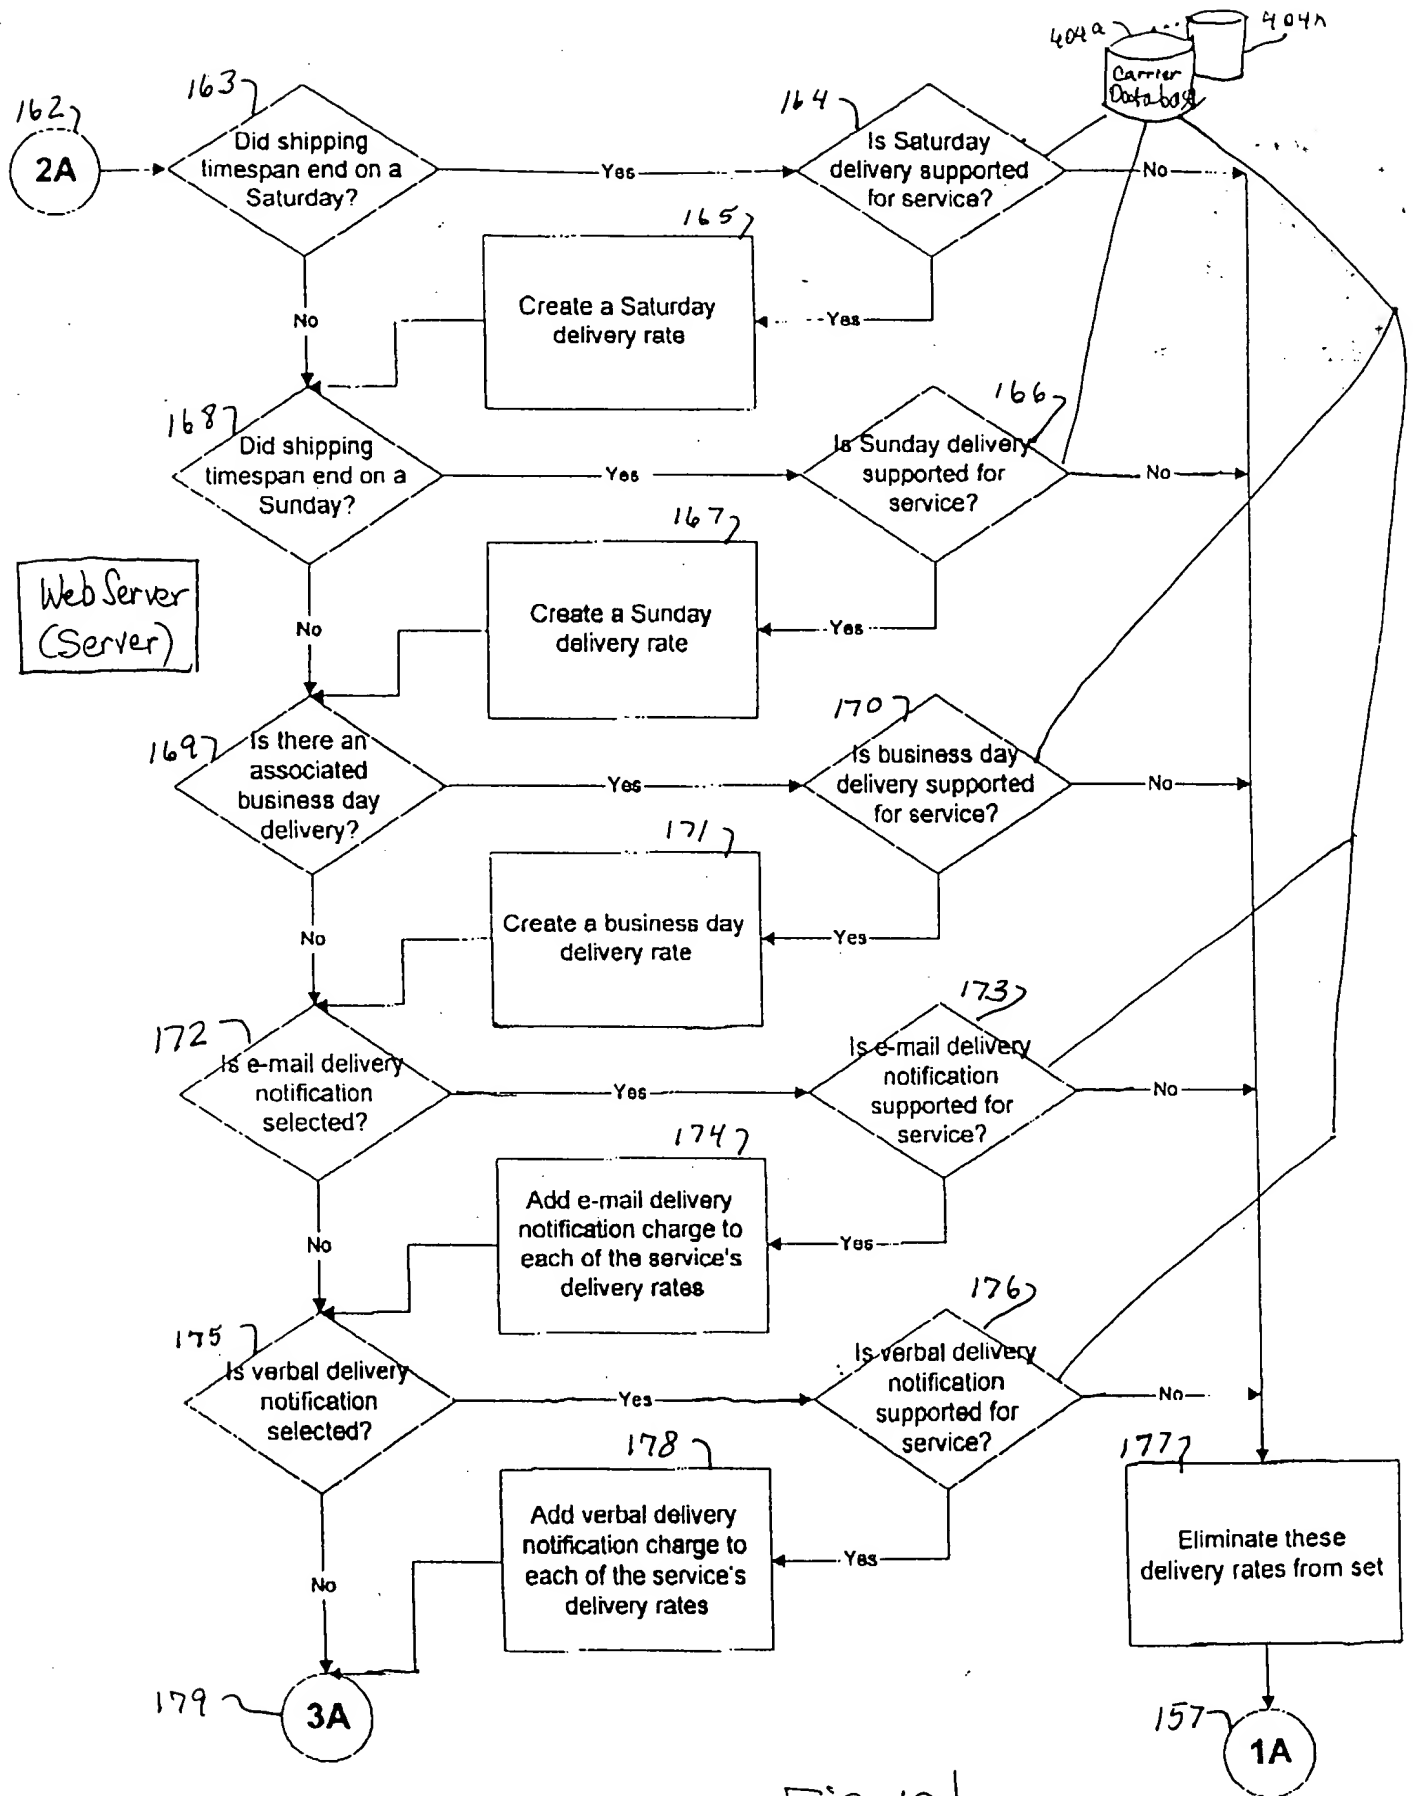 404a
404n
Carrier
Database
162
2A
163
Did shipping
timespan end on a
Saturday?
Yes
164
Is Saturday
delivery supported
for service?
No
165
Create a Saturday
delivery rate
Yes
No
168
Did shipping
timespan end on a
Sunday?
Yes
166
Is Sunday delivery
supported for
service?
No
167
Create a Sunday
delivery rate
Yes
No
Web Server
(Server)
169
Is there an
associated
business day
delivery?
Yes
170
Is business day
delivery supported
for service?
No
171
Create a business day
delivery rate
Yes
No
172
Is e-mail delivery
notification
selected?
Yes
173
Is e-mail delivery
notification
supported for
service?
No
174
Add e-mail delivery
notification charge to
each of the service's
delivery rates
Yes
No
175
Is verbal delivery
notification
selected?
Yes
176
Is verbal delivery
notification
supported for
service?
No
178
Add verbal delivery
notification charge to
each of the service's
delivery rates
Yes
No
177
Eliminate these
delivery rates from set
179
3A
157
1A